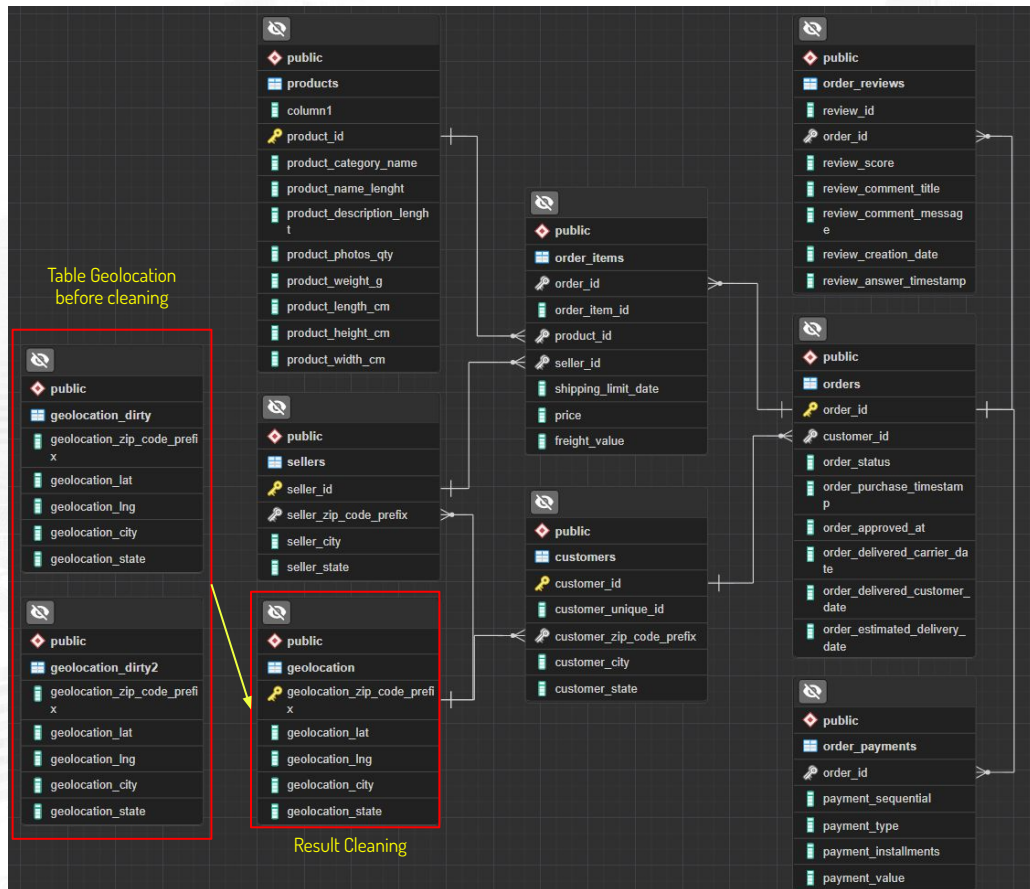 public
products
column1
product_id
product_category_name
product_name_lenght
product_description_lengh
t
product_photos_qty
product_weight_g
product_length_cm
product_height_cm
product_width_cm
public
order_reviews
review_id
order_id
review_score
review_comment_title
review_comment_messag
e
review_creation_date
review_answer_timestamp
public
order_items
order_id
order_item_id
product_id
seller_id
shipping_limit_date
price
freight_value
Table Geolocation
before cleaning
public
geolocation_dirty
geolocation_zip_code_prefi
x
geolocation_lat
geolocation_lng
geolocation_city
geolocation_state
public
sellers
seller_id
seller_zip_code_prefix
seller_city
seller_state
public
orders
order_id
customer_id
order_status
order_purchase_timestam
p
order_approved_at
order_delivered_carrier_da
te
order_delivered_customer_
date
order_estimated_delivery_
date
public
customers
customer_id
customer_unique_id
customer_zip_code_prefix
customer_city
customer_state
public
geolocation_dirty2
geolocation_zip_code_prefi
x
geolocation_lat
geolocation_lng
geolocation_city
geolocation_state
public
geolocation
geolocation_zip_code_prefi
x
geolocation_lat
geolocation_lng
geolocation_city
geolocation_state
Result Cleaning
public
order_payments
order_id
payment_sequential
payment_type
payment_installments
payment_value